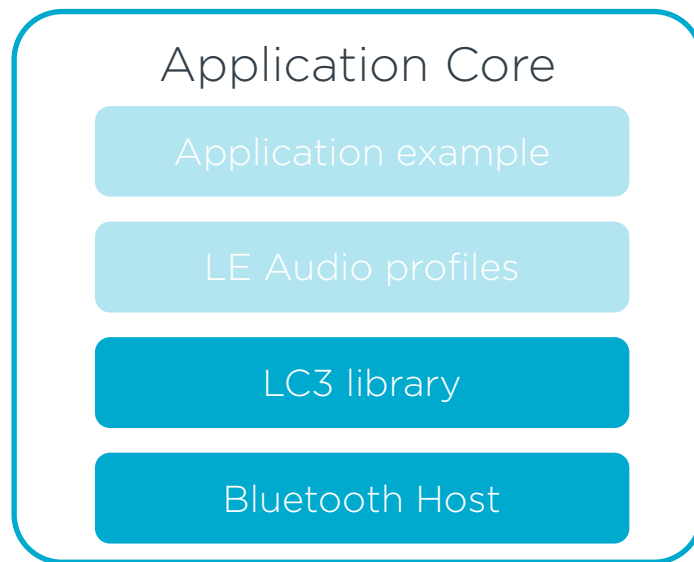 Application Core
Application example
LE Audio profiles
LC3 library
Bluetooth Host